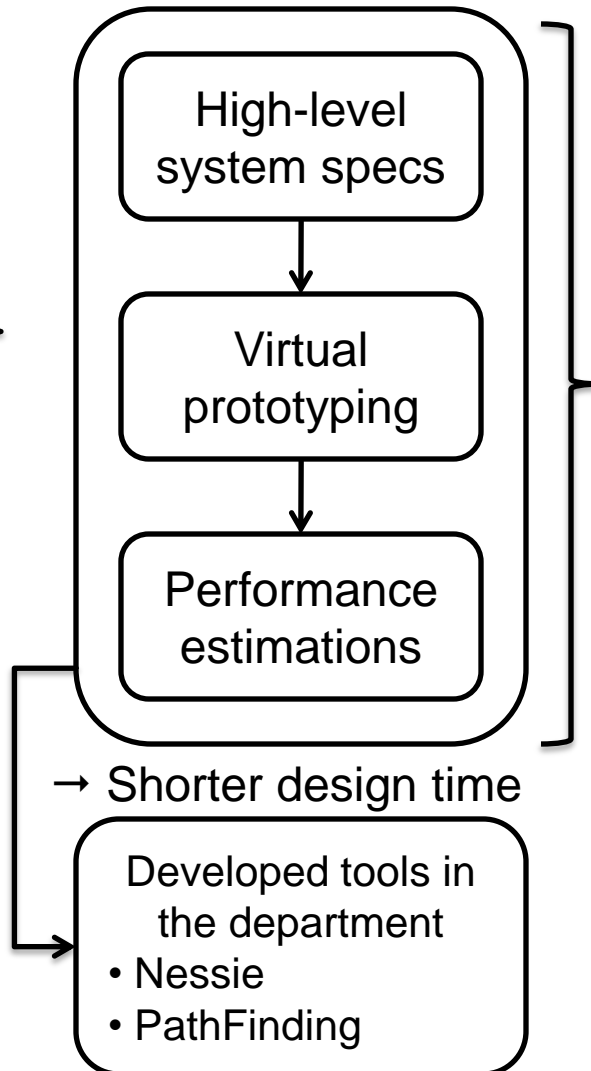 High-level
system specs
Virtual
prototyping
Performance
estimations
→ Shorter design time
Developed tools in
the department
• Nessie
• PathFinding